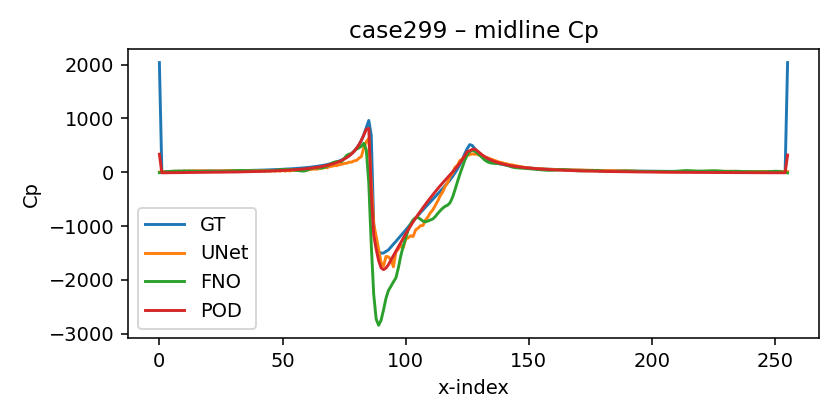 case299 – midline Cp
2000
1000
0
−1000
−2000
−3000
Cp
GT
UNet
FNO
POD
0 50 100 150 200 250
x-index